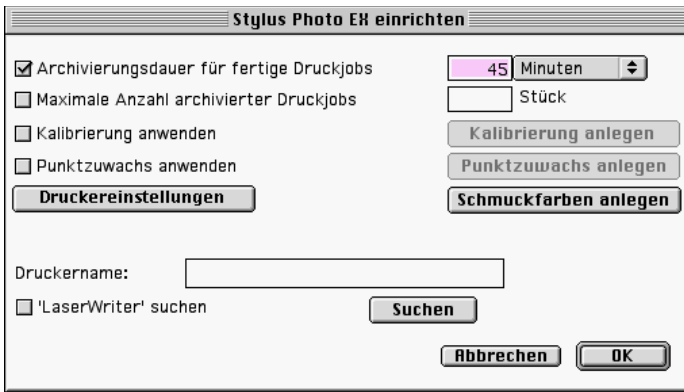 Stylus Photo EX einrichten
Archivierungsdauer für fertige Druckjobs 45 Minuten
Maximale Anzahl archivierter Druckjobs Stück
Kalibrierung anwenden Kalibrierung anlegen
Punktzuwachs anwenden Punktzuwachs anlegen
Druckereinstellungen Schmuckfarben anlegen
Druckername:
'LaserWriter' suchen Suchen
Abbrechen OK